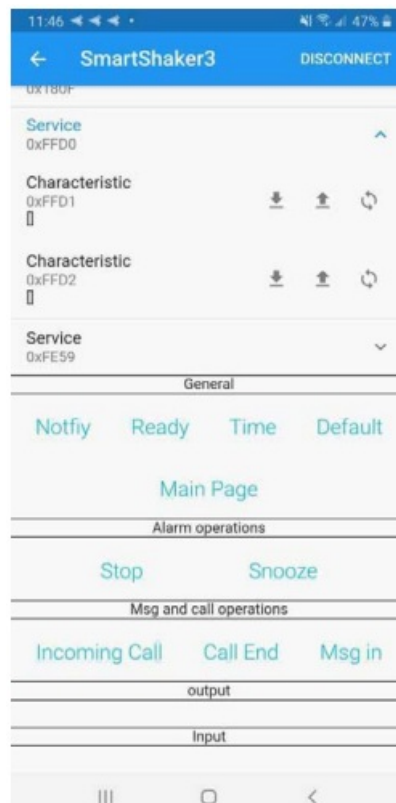 11:46
47%
SmartShaker3
DISCONNECT
0x180F
Service
0xFFD0
Characteristic
0xFFD1
[]
Characteristic
0xFFD2
[]
Service
0xFE59
General
Notfiy Ready Time Default
Main Page
Alarm operations
Stop Snooze
Msg and call operations
Incoming Call Call End Msg in
output
Input